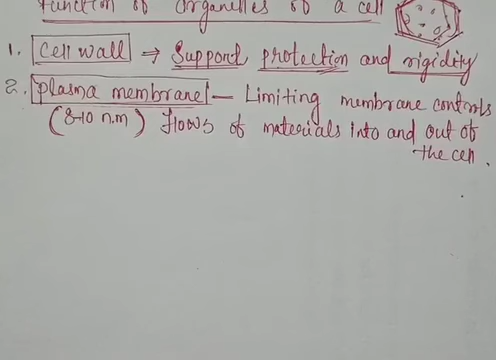 Function of Organelles of a cell
1. Cell wall → Support protection and rigidity
2. plasma membrane — Limiting membrane controls
(8-10 n.m) flows of materials into and out of
the cell.